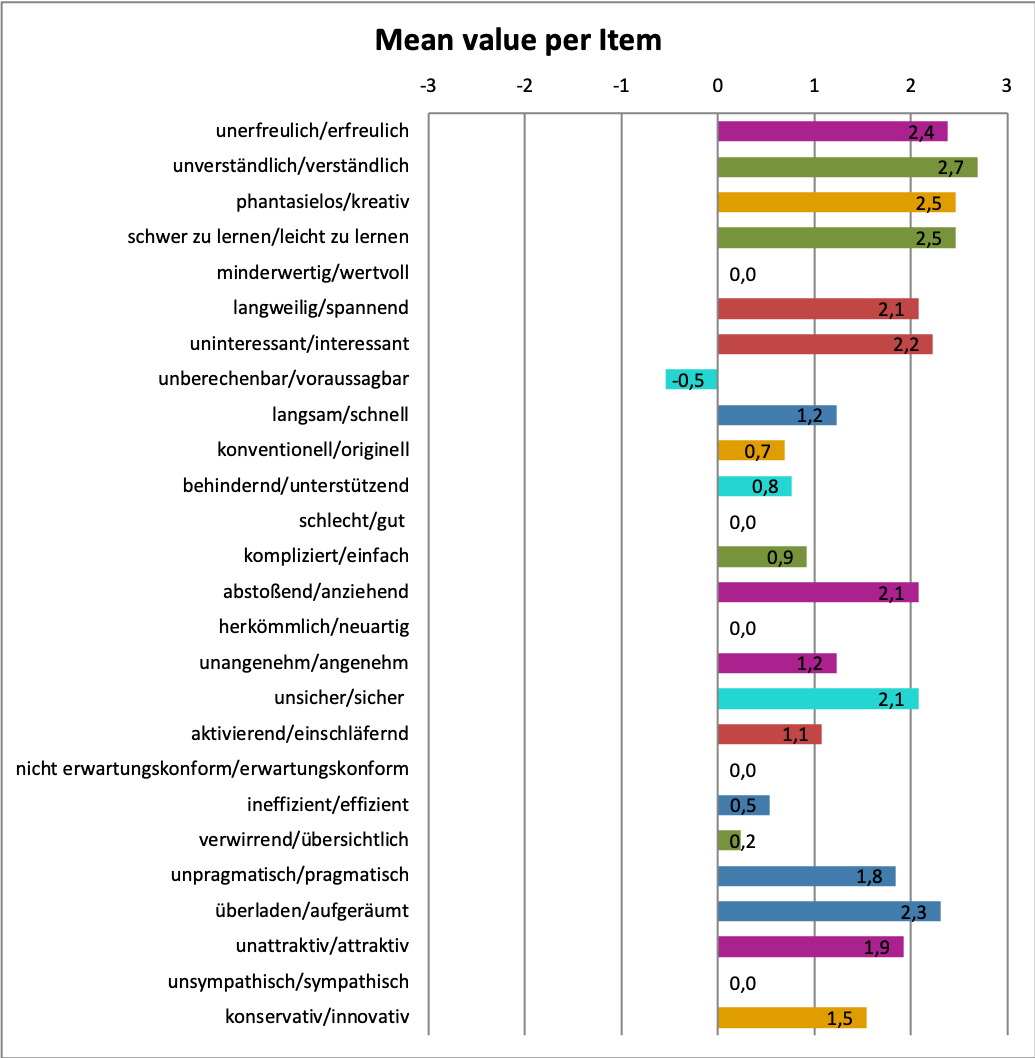 Mean value per Item
-3 -2 -1 0 1 2 3
unerfreulich/erfreulich 2,4
unverständlich/verständlich 2,7
phantasielos/kreativ 2,5
schwer zu lernen/leicht zu lernen 2,5
minderwertig/wertvoll 0,0
langweilig/spannend 2,1
uninteressant/interessant 2,2
unberechenbar/voraussagbar -0,5
langsam/schnell 1,2
konventionell/originell 0,7
behindernd/unterstützend 0,8
schlecht/gut 0,0
kompliziert/einfach 0,9
abstoßend/anziehend 2,1
herkömmlich/neuartig 0,0
unangenehm/angenehm 1,2
unsicher/sicher 2,1
aktivierend/einschläfernd 1,1
nicht erwartungskonform/erwartungskonform 0,0
ineffizient/effizient 0,5
verwirrend/übersichtlich 0,2
unpragmatisch/pragmatisch 1,8
überladen/aufgeräumt 2,3
unattraktiv/attraktiv 1,9
unsympathisch/sympathisch 0,0
konservativ/innovativ 1,5